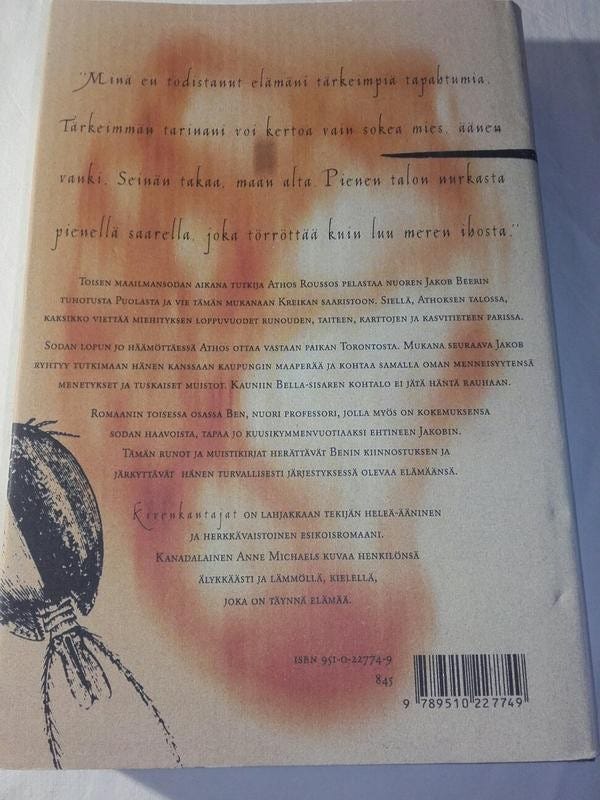 "Minä en todistanut elämäni tärkeimpiä tapahtumia.
Tärkeimmän tarinani voi kertoa vain sokea mies, äänen
vanki. Seinän takaa, maan alta. Pienen talon nurkasta
pienellä saarella, joka törröttää kuin luu meren ihosta."
Toisen maailmansodan aikana tutkija Athos Roussos pelastaa nuoren Jakob Beerin
tuhotusta Puolasta ja vie tämän mukanaan Kreikan saaristoon. Siellä, Athoksen talossa,
kaksikko viettää miehityksen loppuvuodet runouden, taiteen, karttojen ja kasvitieteen parissa.
Sodan lopun jo häämöttäessä Athos ottaa vastaan paikan Torontosta. Mukana seuraava Jakob
ryhtyy tutkimaan hänen kanssaan kaupungin maaperää ja kohtaa samalla oman menneisyytensä
menetykset ja tuskaiset muistot. Kauniin Bella-sisaren kohtalo ei jätä häntä rauhaan.
Romaanin toisessa osassa Ben, nuori professori, jolla myös on kokemuksensa
sodan haavoista, tapaa jo kuusikymmenvuotiaaksi ehtineen Jakobin.
Tämän runot ja muistikirjat herättävät Benin kiinnostuksen ja
järkyttävät hänen turvallisesti järjestyksessä olevaa elämäänsä.
Kivenkantajat on lahjakkaan tekijän heleä-ääninen
ja herkkävaistoinen esikoisromaani.
Kanadalainen Anne Michaels kuvaa henkilönsä
älykkäästi ja lämmöllä, kielellä,
joka on täynnä elämää.
ISBN 951-0-22774-9
845
9 789510 227749